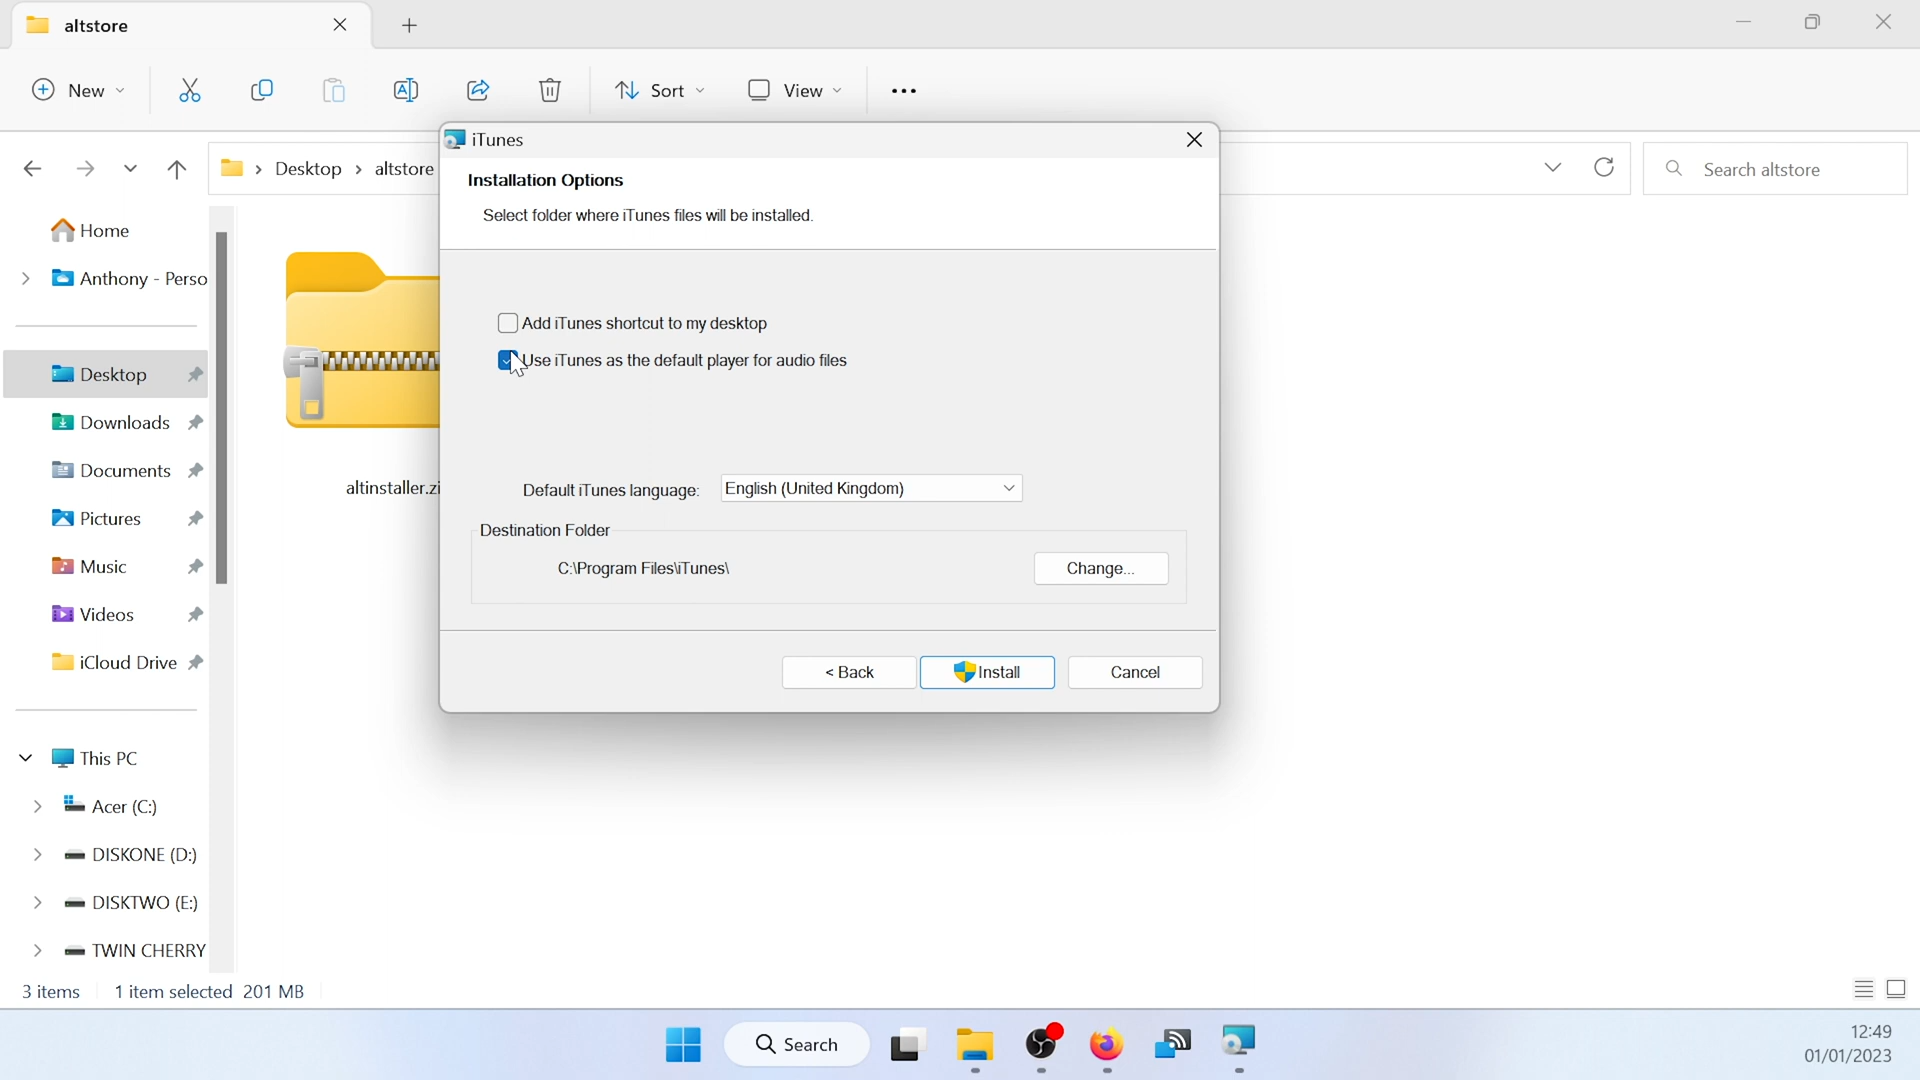 altstore
New
Sort
View
Desktop > altstore
Search altstore
Home
Anthony - Perso
Desktop
Downloads
Documents
Pictures
Music
Videos
iCloud Drive
This PC
Acer (C:)
DISKONE (D:)
DISKTWO (E:)
TWIN CHERRY
altinstaller.zi
iTunes
Installation Options
Select folder where iTunes files will be installed.
Add iTunes shortcut to my desktop
Use iTunes as the default player for audio files
Default iTunes language: English (United Kingdom)
Destination Folder
C:\Program Files\iTunes\
Change...
< Back
Install
Cancel
3 items
1 item selected 201 MB
Search
12:49
01/01/2023